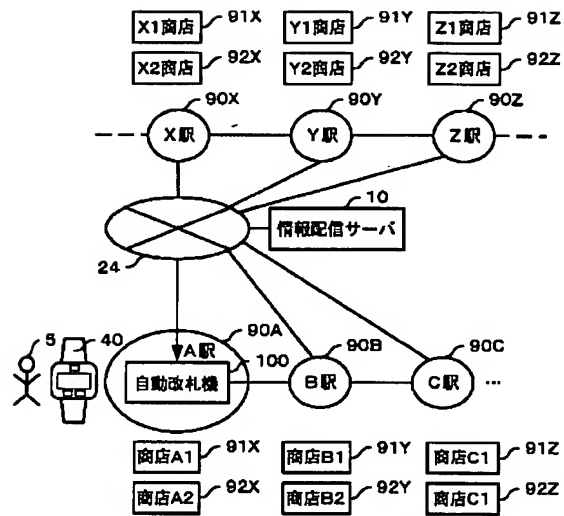 X1商店 91X Y1商店 91Y Z1商店 91Z
X2商店 92X Y2商店 92Y Z2商店 92Z
90X 90Y 90Z
X駅 Y駅 Z駅
10
情報配信サーバ
24
5 40 90A 90B 90C
A駅 100
自動改札機 B駅 C駅 ...
商店A1 91X 商店B1 91Y 商店C1 91Z
商店A2 92X 商店B2 92Y 商店C1 92Z